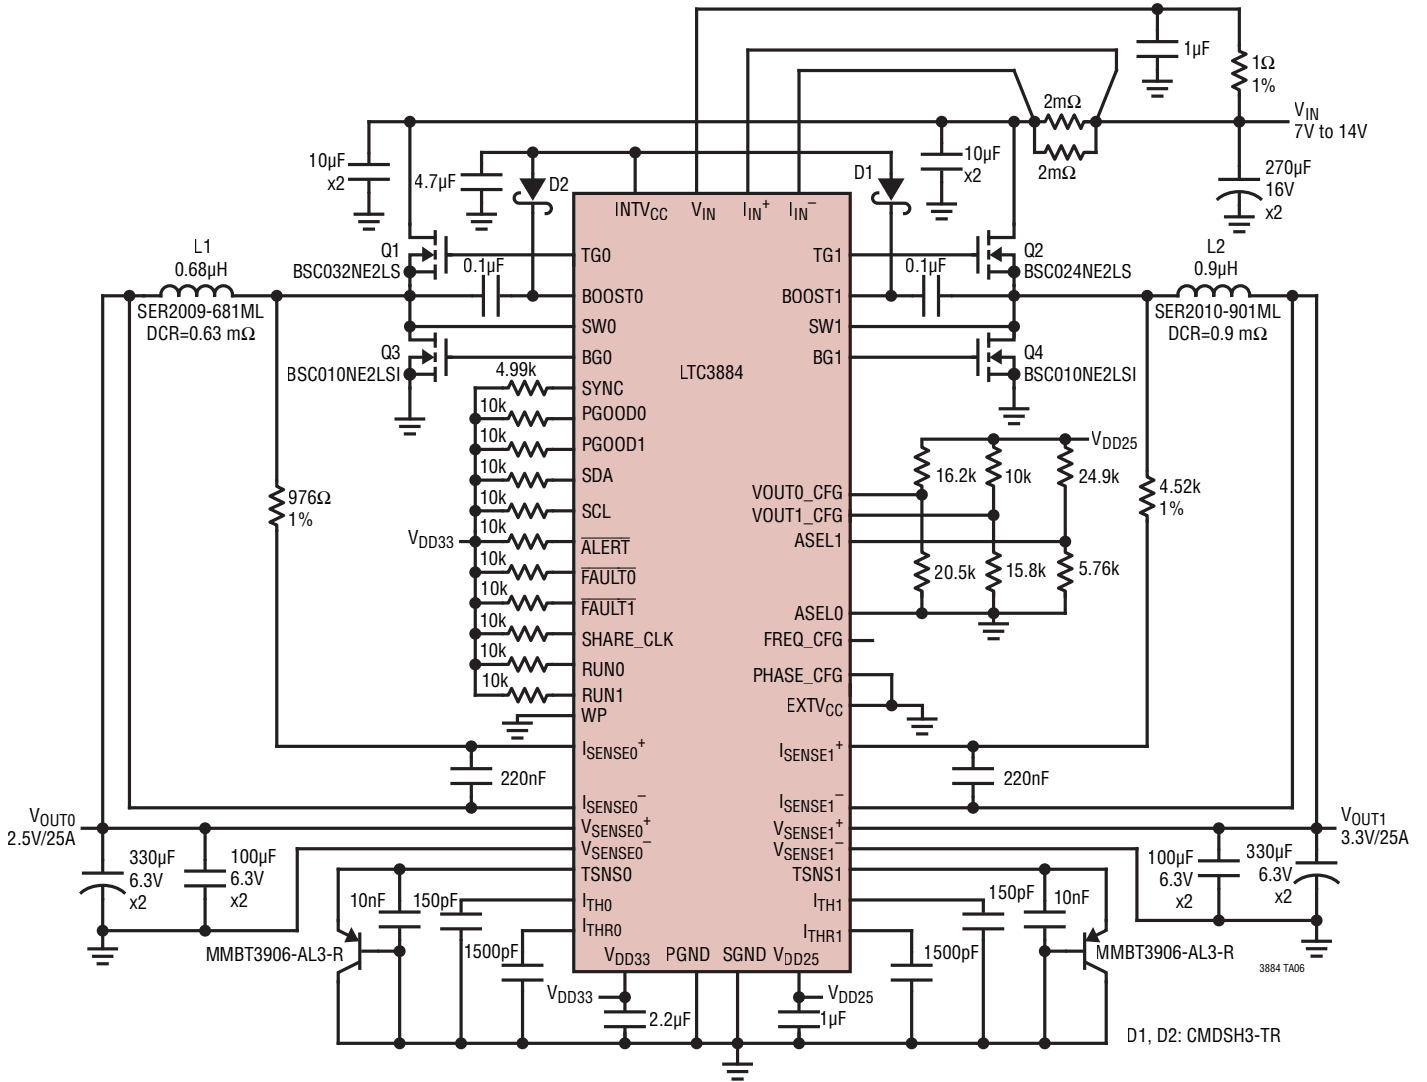 1µF
1Ω
1%
2mΩ
2mΩ
VIN
7V to 14V
10µF
x2
4.7µF
D2
D1
10µF
x2
270µF
16V
x2
INTVCC
VIN
IIN+
IIN–
L1
0.68µH
SER2009-681ML
DCR=0.63 mΩ
Q1
BSC032NE2LS
0.1µF
TG0
TG1
0.1µF
Q2
BSC024NE2LS
L2
0.9µH
SER2010-901ML
DCR=0.9 mΩ
BOOST0
BOOST1
SW0
SW1
Q3
BSC010NE2LSI
BG0
BG1
Q4
BSC010NE2LSI
LTC3884
4.99k
SYNC
10k
PGOOD0
10k
PGOOD1
10k
SDA
10k
SCL
VDD33
10k
ALERT
10k
FAULT0
10k
FAULT1
10k
SHARE_CLK
10k
RUN0
10k
RUN1
WP
VDD25
16.2k
10k
24.9k
VOUT0_CFG
VOUT1_CFG
ASEL1
20.5k
15.8k
5.76k
ASEL0
FREQ_CFG
PHASE_CFG
EXTVCC
976Ω
1%
4.52k
1%
ISENSE0+
ISENSE1+
220nF
220nF
ISENSE0–
ISENSE1–
VOUT0
2.5V/25A
VSENSE0+
VSENSE1+
VOUT1
3.3V/25A
VSENSE0–
VSENSE1–
330µF
6.3V
x2
100µF
6.3V
x2
100µF
6.3V
x2
330µF
6.3V
x2
TSNS0
TSNS1
10nF
150pF
ITH0
ITH1
150pF
10nF
ITHR0
ITHR1
MMBT3906-AL3-R
1500pF
VDD33
PGND
SGND
VDD25
1500pF
MMBT3906-AL3-R
3884 TA06
VDD33
2.2µF
VDD25
1µF
D1, D2: CMDSH3-TR